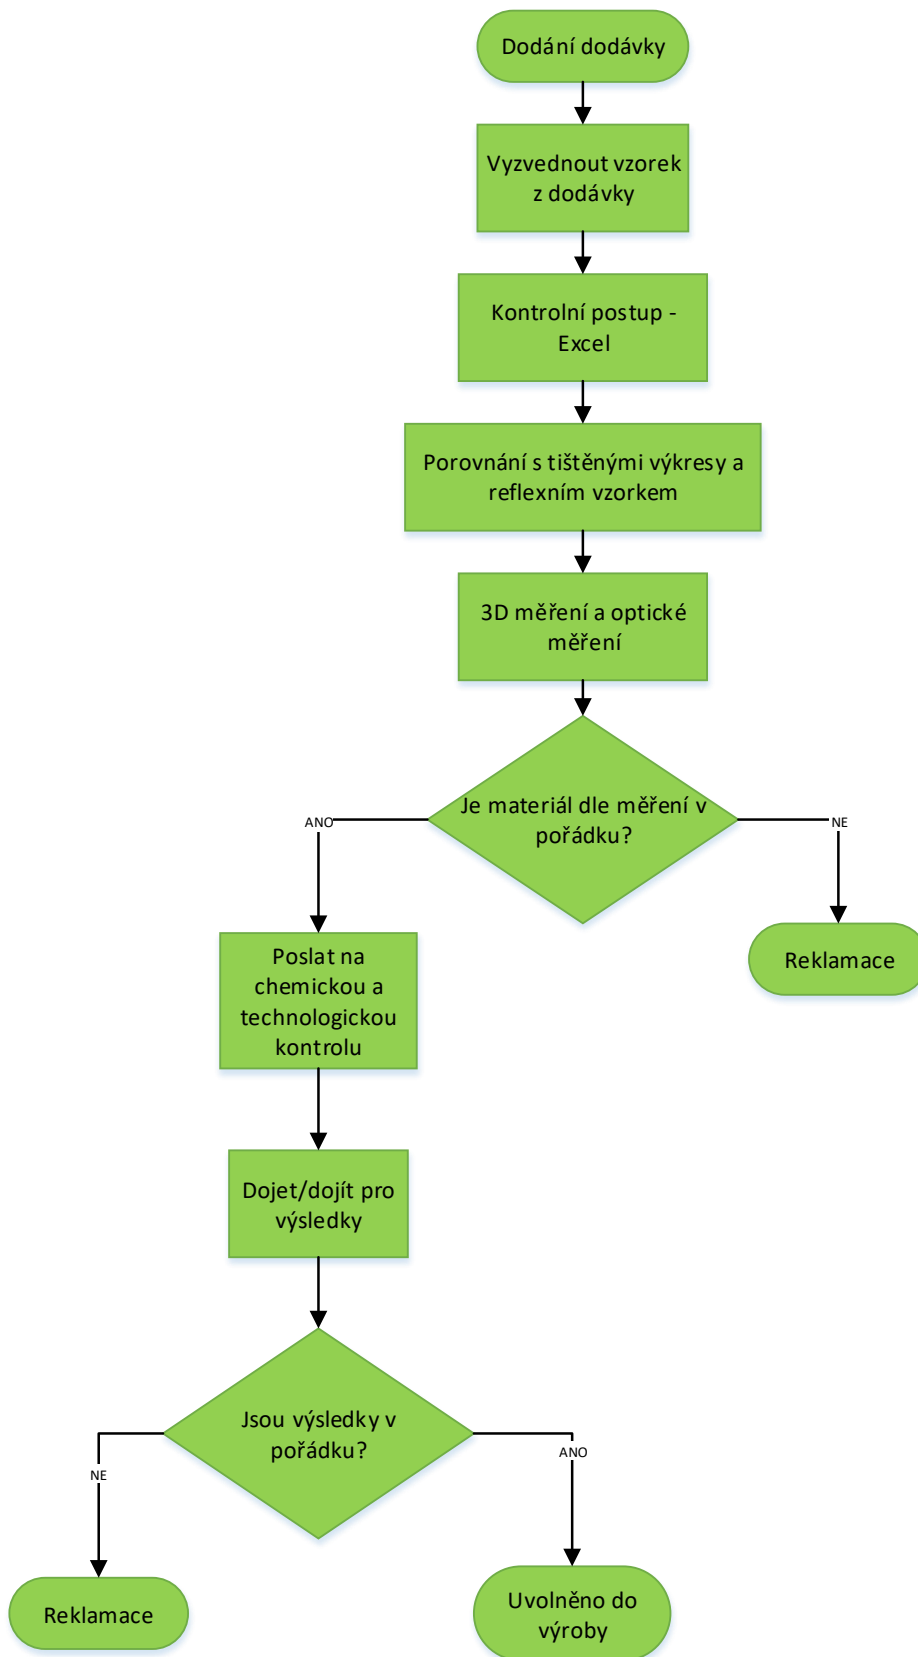 Dodání dodávky
Vyzvednout vzorek
z dodávky
Kontrolní postup -
Excel
Porovnání s tištěnými výkresy a
reflexním vzorkem
3D měření a optické
měření
Je materiál dle měření v
pořádku?
ANO
NE
Reklamace
Poslat na
chemickou a
technologickou
kontrolu
Dojet/dojít pro
výsledky
Jsou výsledky v
pořádku?
NE
ANO
Reklamace
Uvolněno do
výroby